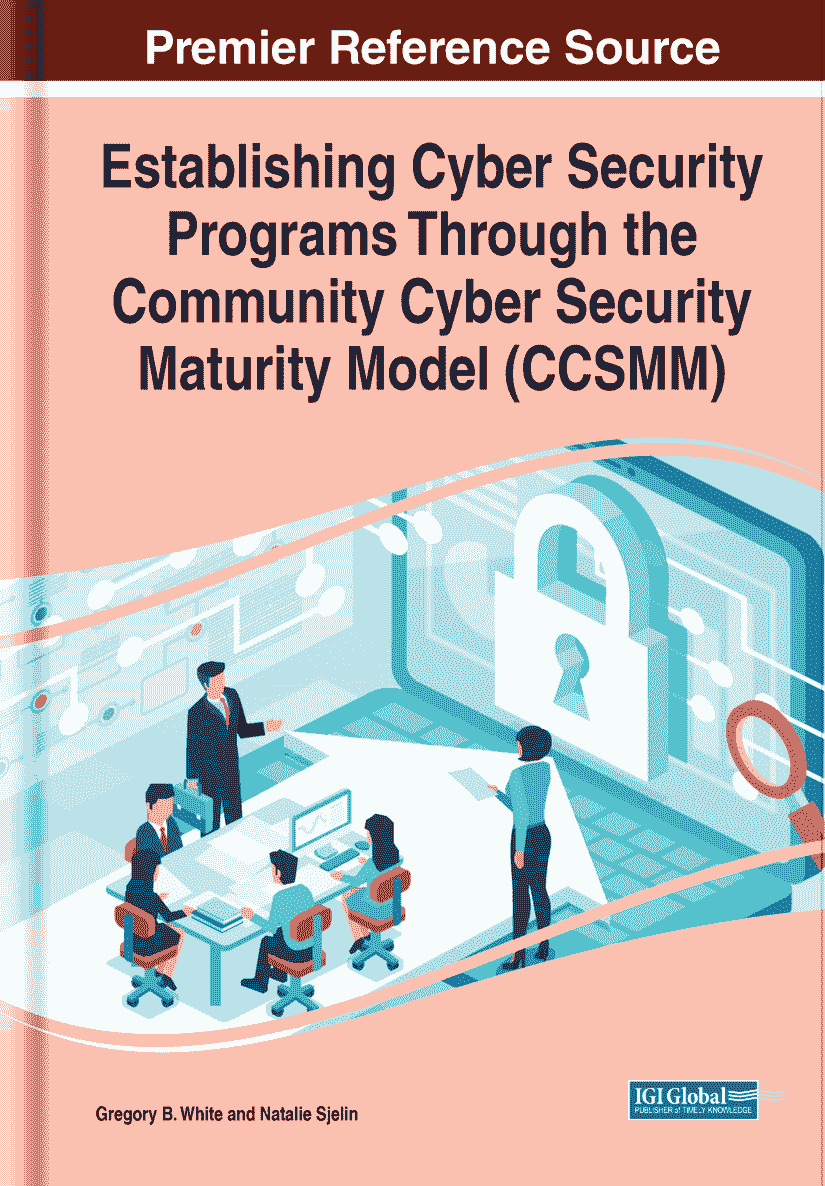 Premier Reference Source
Establishing Cyber Security
Programs Through the
Community Cyber Security
Maturity Model (CCSMM)
Gregory B. White and Natalie Sjelin
IGI Global
PUBLISHER of TIMELY KNOWLEDGE